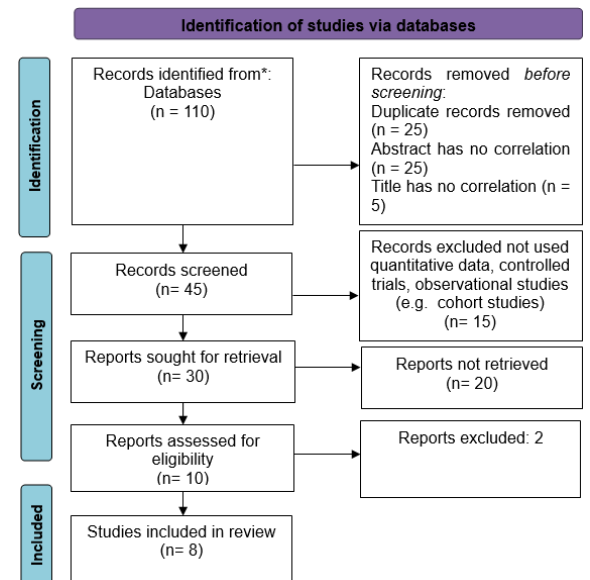 Identification of studies via databases
Identification
Records identified from*:
Databases
(n = 110)
Records removed before
screening:
Duplicate records removed
(n = 25)
Abstract has no correlation
(n = 25)
Title has no correlation (n =
5)
Screening
Records screened
(n= 45)
Records excluded not used
quantitative data, controlled
trials, observational studies
(e.g. cohort studies)
(n= 15)
Reports sought for retrieval
(n= 30)
Reports not retrieved
(n= 20)
Reports assessed for
eligibility
(n= 10)
Reports excluded: 2
Included
Studies included in review
(n= 8)